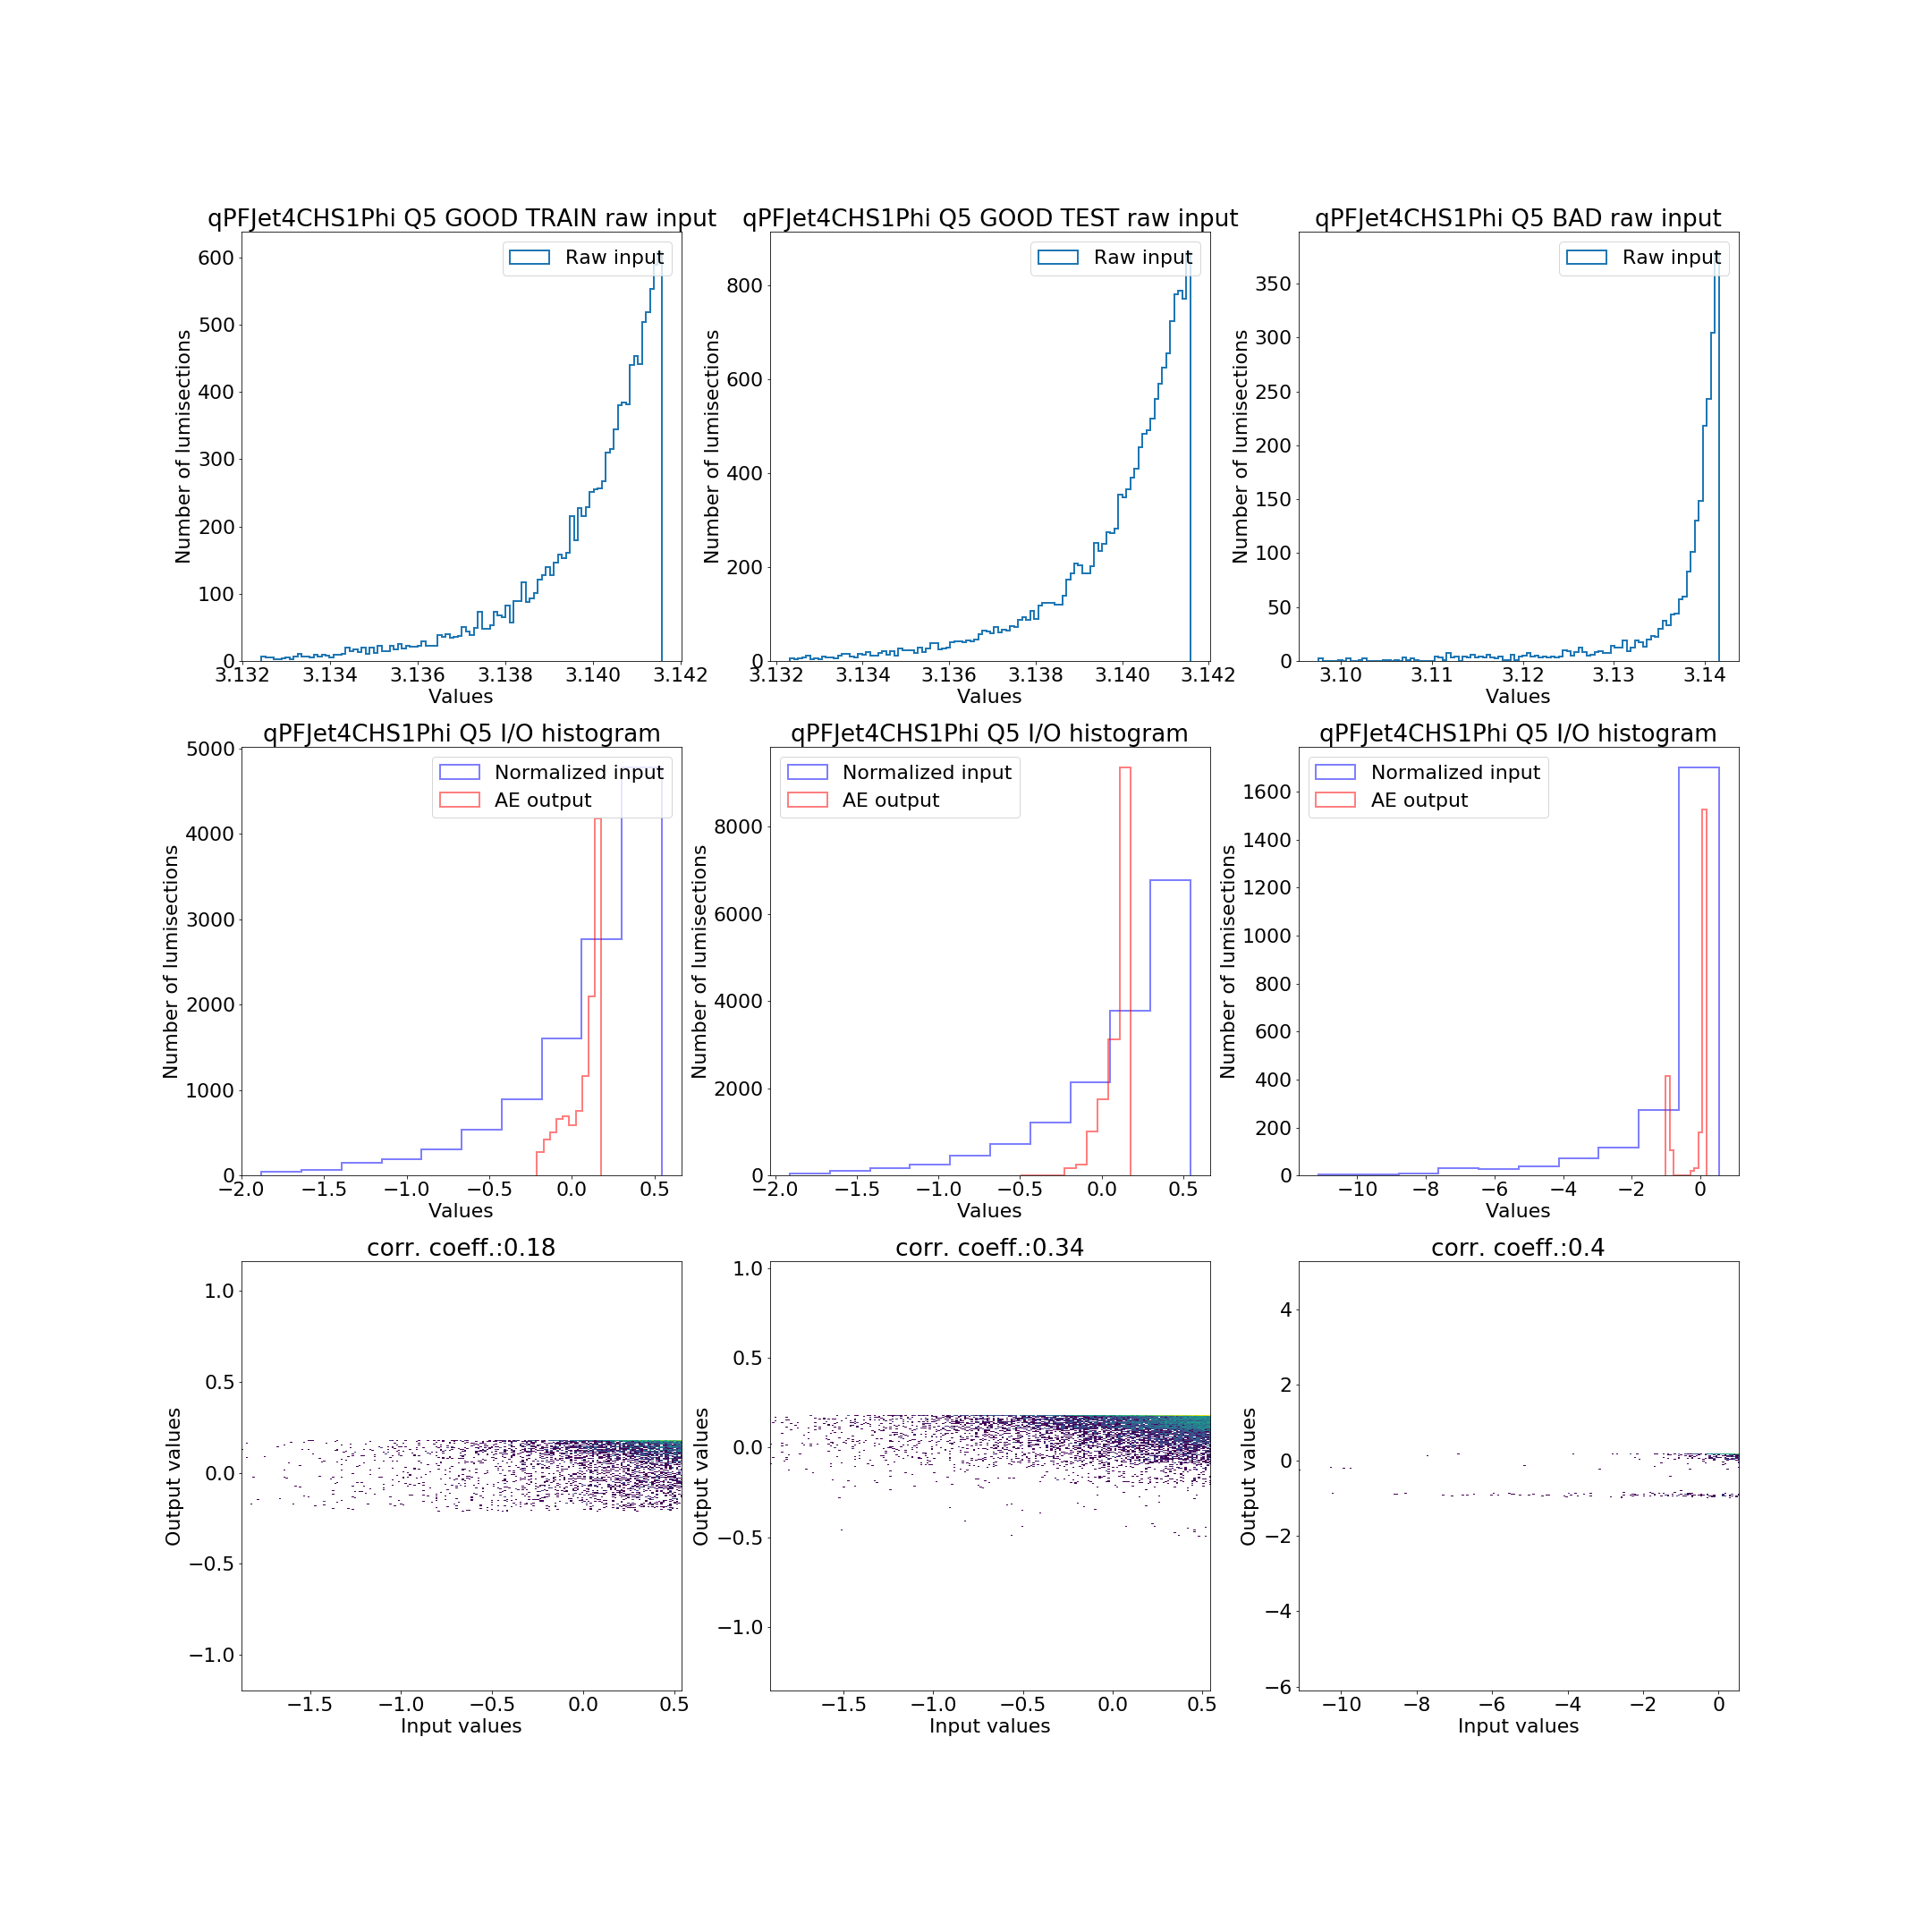 qPFJet4CHS1Phi Q5 GOOD TRAIN raw input
qPFJet4CHS1Phi Q5 GOOD TEST raw input
qPFJet4CHS1Phi Q5 BAD raw input
Raw input
Raw input
Raw input
600
500
400
300
200
100
0
Number of lumisections
3.132 3.134 3.136 3.138 3.140 3.142
Values
800
600
400
200
0
Number of lumisections
3.132 3.134 3.136 3.138 3.140 3.142
Values
350
300
250
200
150
100
50
0
Number of lumisections
3.10 3.11 3.12 3.13 3.14
Values
qPFJet4CHS1Phi Q5 I/O histogram
qPFJet4CHS1Phi Q5 I/O histogram
qPFJet4CHS1Phi Q5 I/O histogram
Normalized input
AE output
Normalized input
AE output
Normalized input
AE output
5000
4000
3000
2000
1000
0
Number of lumisections
−2.0 −1.5 −1.0 −0.5 0.0 0.5
Values
8000
6000
4000
2000
0
Number of lumisections
−2.0 −1.5 −1.0 −0.5 0.0 0.5
Values
1600
1400
1200
1000
800
600
400
200
0
Number of lumisections
−10 −8 −6 −4 −2 0
Values
corr. coeff.:0.18
corr. coeff.:0.34
corr. coeff.:0.4
1.0
0.5
0.0
−0.5
−1.0
Output values
−1.5 −1.0 −0.5 0.0 0.5
Input values
1.0
0.5
0.0
−0.5
−1.0
Output values
−1.5 −1.0 −0.5 0.0 0.5
Input values
4
2
0
−2
−4
−6
Output values
−10 −8 −6 −4 −2 0
Input values